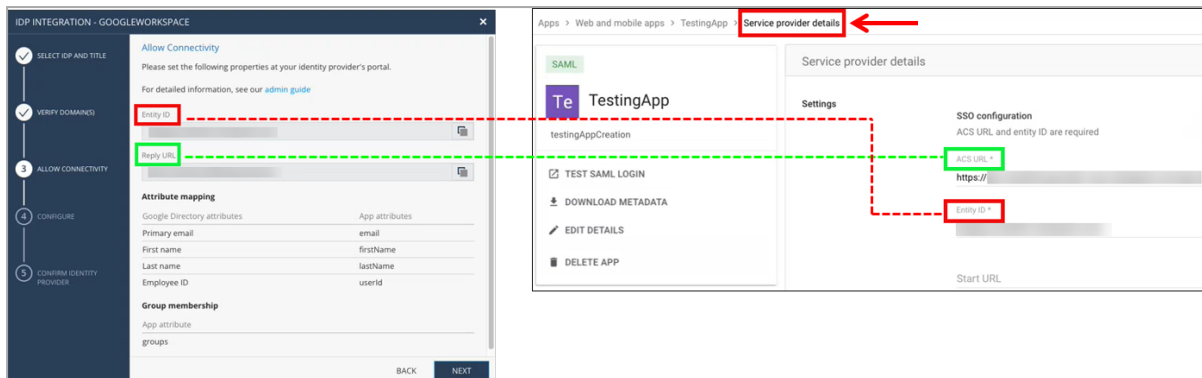 IDP INTEGRATION - GOOGLEWORKSPACE
SELECT IDP AND TITLE
VERIFY DOMAIN(S)
3 ALLOW CONNECTIVITY
4 CONFIGURE
5 CONFIRM IDENTITY
PROVIDER
Allow Connectivity
Please set the following properties at your identity provider's portal.
For detailed information, see our admin guide
Entity ID
Reply URL
Attribute mapping
Google Directory attributes App attributes
Primary email email
First name firstName
Last name lastName
Employee ID userId
Group membership
App attribute
groups
BACK NEXT
Apps > Web and mobile apps > TestingApp > Service provider details
SAML
Te TestingApp
testingAppCreation
TEST SAML LOGIN
DOWNLOAD METADATA
EDIT DETAILS
DELETE APP
Service provider details
Settings
SSO configuration
ACS URL and entity ID are required
ACS URL *
https://
Entity ID *
Start URL